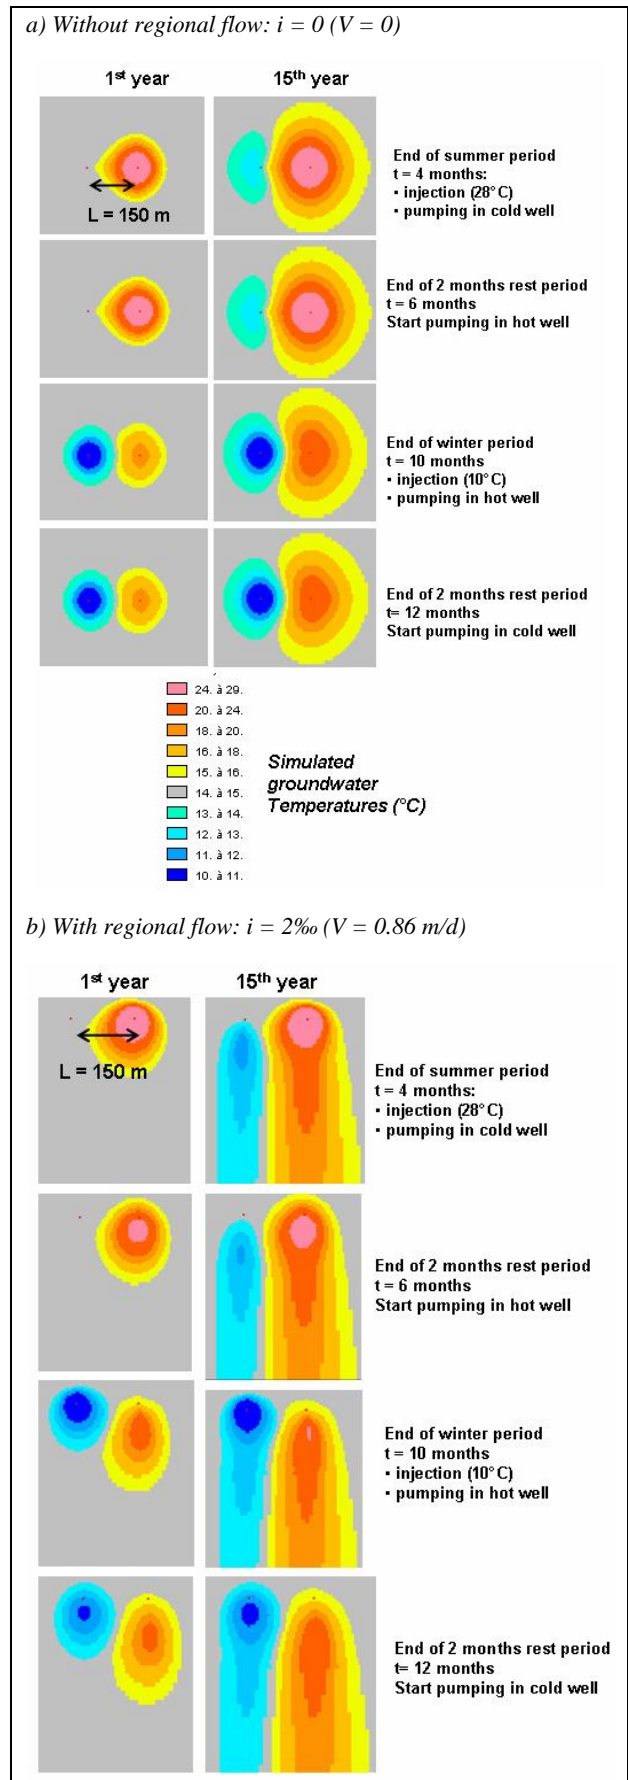 a) Without regional flow: i = 0 (V = 0)
1st year
15th year
L = 150 m
End of summer period
t = 4 months:
▪ injection (28°C)
▪ pumping in cold well
End of 2 months rest period
t = 6 months
Start pumping in hot well
End of winter period
t = 10 months
▪ injection (10°C)
▪ pumping in hot well
End of 2 months rest period
t= 12 months
Start pumping in cold well
24. à 29.
20. à 24.
18. à 20.
16. à 18.
15. à 16.
14. à 15.
13. à 14.
12. à 13.
11. à 12.
10. à 11.
Simulated
groundwater
Temperatures (°C)
b) With regional flow: i = 2‰ (V = 0.86 m/d)
1st year
15th year
L = 150 m
End of summer period
t = 4 months:
▪ injection (28°C)
▪ pumping in cold well
End of 2 months rest period
t = 6 months
Start pumping in hot well
End of winter period
t = 10 months
▪ injection (10°C)
▪ pumping in hot well
End of 2 months rest period
t= 12 months
Start pumping in cold well